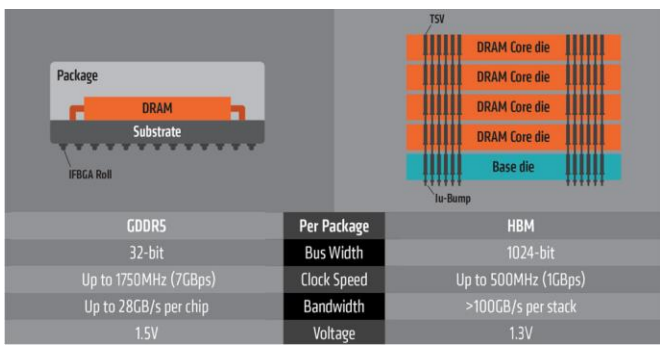 Package
DRAM
Substrate
IFBGA Roll
TSV
DRAM Core die
DRAM Core die
DRAM Core die
DRAM Core die
Base die
Iu-Bump
GDDR5 Per Package HBM
32-bit Bus Width 1024-bit
Up to 1750MHz (7GBps) Clock Speed Up to 500MHz (1GBps)
Up to 28GB/s per chip Bandwidth >100GB/s per stack
1.5V Voltage 1.3V